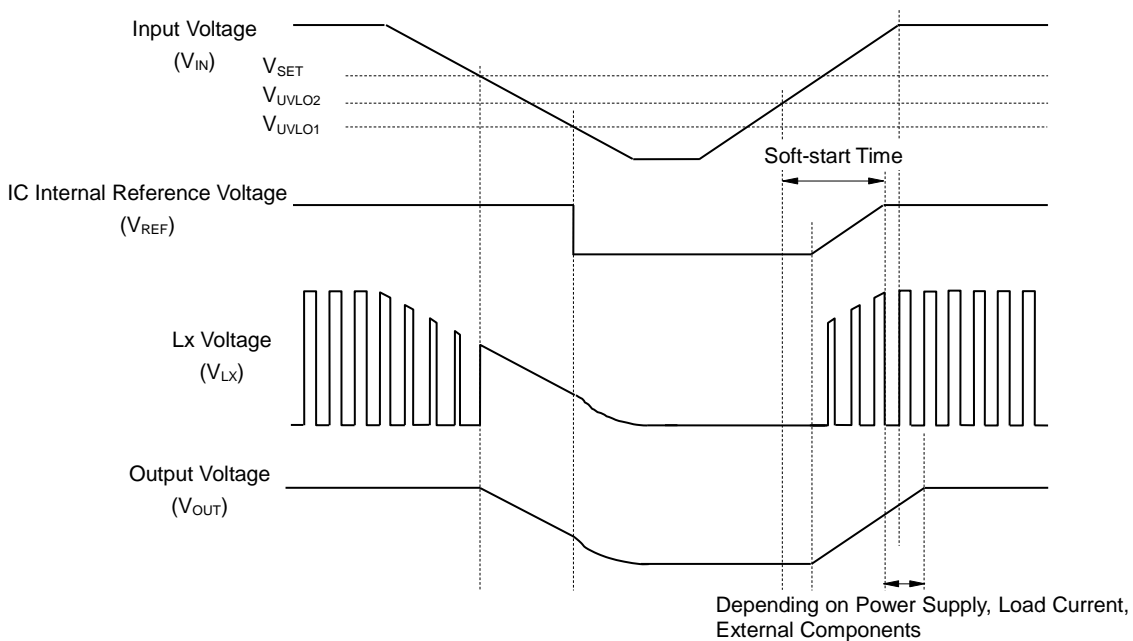 Input Voltage
(VIN)
VSET
VUVLO2
VUVLO1
Soft-start Time
IC Internal Reference Voltage
(VREF)
Lx Voltage
(VLX)
Output Voltage
(VOUT)
Depending on Power Supply, Load Current,
External Components